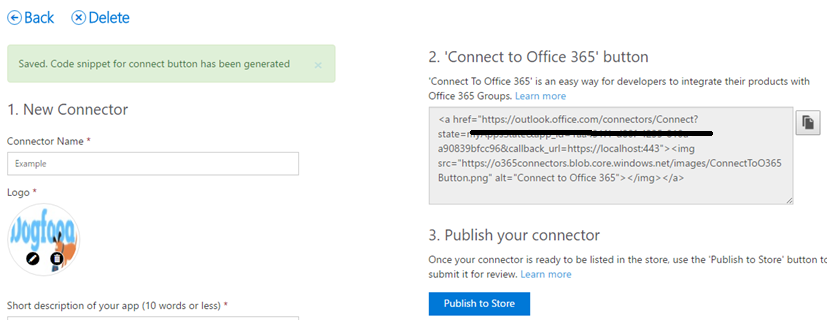 Back Delete
Saved. Code snippet for connect button has been generated ×
1. New Connector
Connector Name *
Example
Logo *
Short description of your app (10 words or less) *
2. 'Connect to Office 365' button
'Connect To Office 365' is an easy way for developers to integrate their products with
Office 365 Groups. Learn more
<a href="https://outlook.office.com/connectors/Connect?
state=
a90839bfcc96&callback_url=https://localhost:443"><img
src="https://o365connectors.blob.core.windows.net/images/ConnectToO365
Button.png" alt="Connect to Office 365"></img></a>
3. Publish your connector
Once your connector is ready to be listed in the store, use the 'Publish to Store' button to
submit it for review. Learn more
Publish to Store